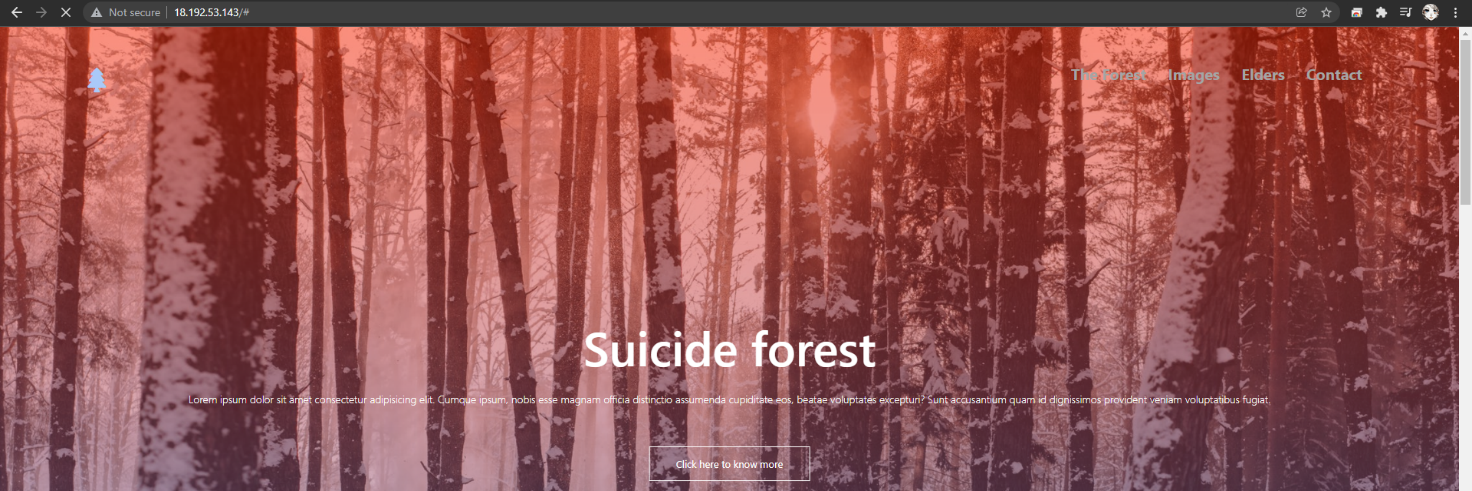 Not secure | 18.192.53.143/#
The Forest Images Elders Contact
Suicide forest
Lorem ipsum dolor sit amet consectetur adipisicing elit. Cumque ipsum, nobis esse magnam officia distinctio assumenda cupiditate eos, beatae voluptates excepturi? Sunt accusantium quam id dignissimos provident veniam voluptatibus fugiat.
Click here to know more